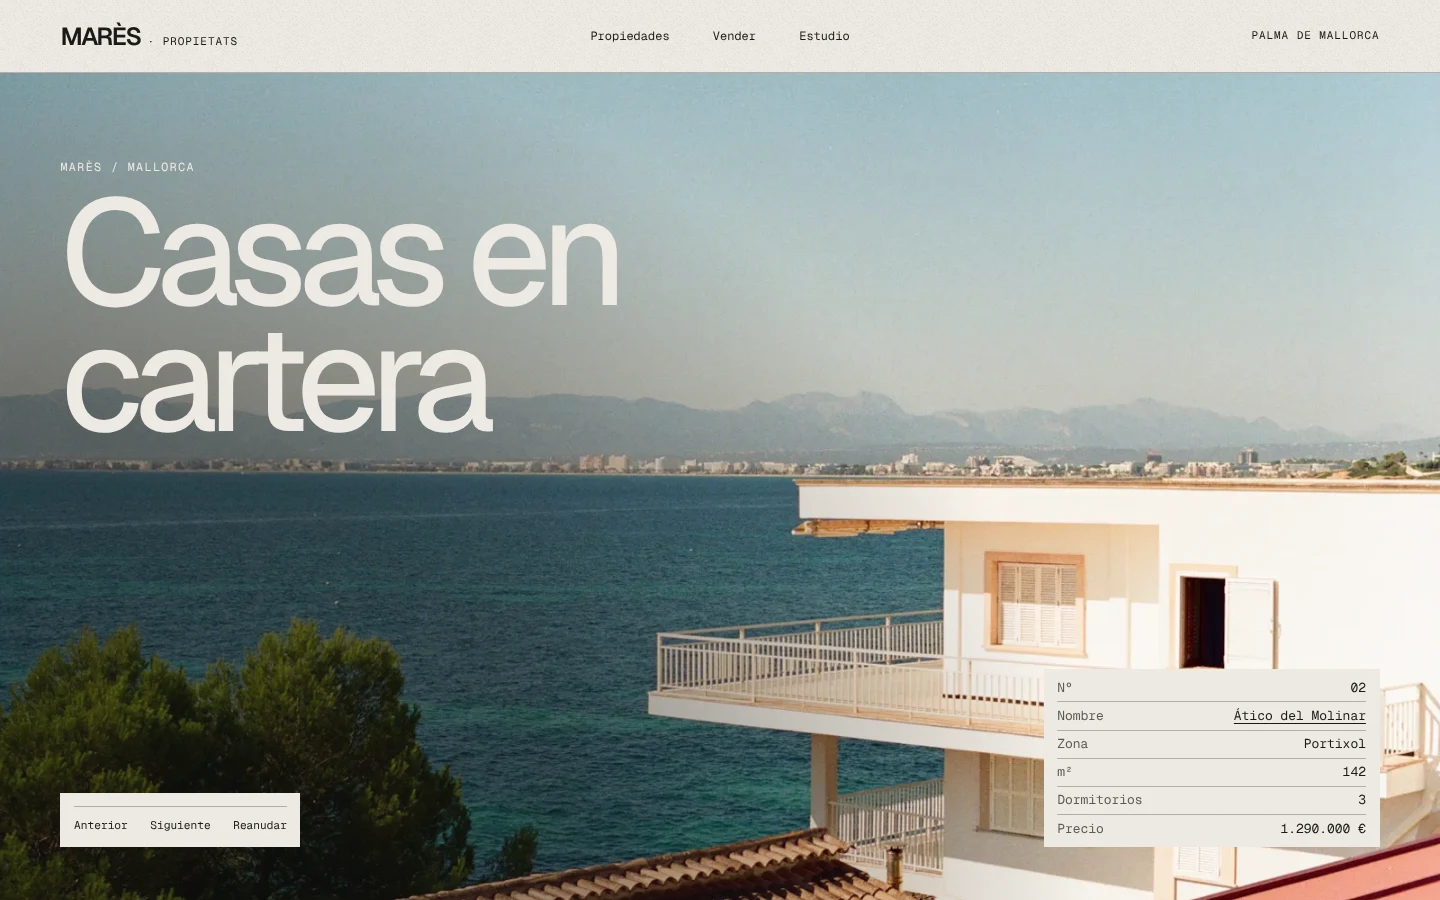 MARÈS · PROPIETATS
Propiedades Vender Estudio
PALMA DE MALLORCA
MARÈS / MALLORCA
Casas en
cartera
Nº 02
Nombre Ático del Molinar
Zona Portixol
m² 142
Dormitorios 3
Precio 1.290.000 €
Anterior Siguiente Reanudar